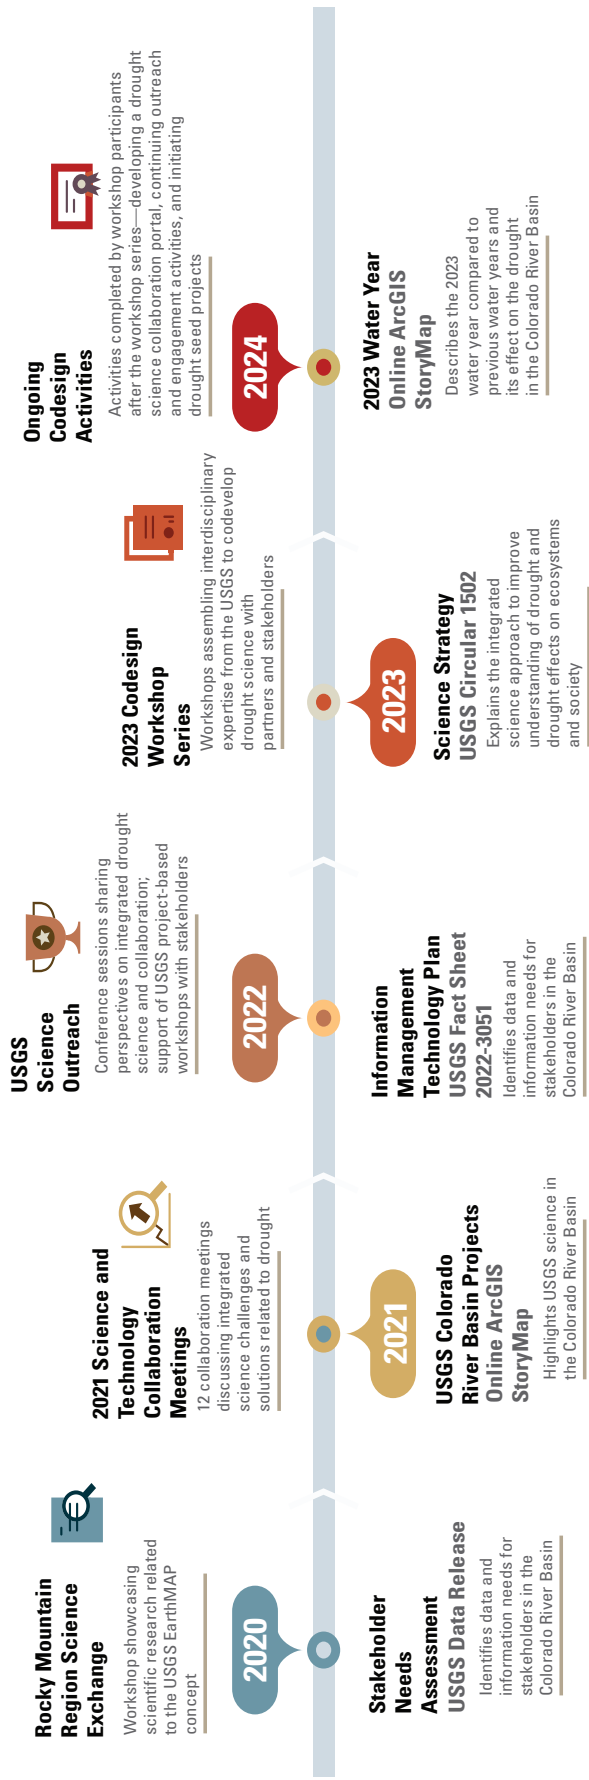 Rocky Mountain
Region Science
Exchange
Workshop showcasing
scientific research related
to the USGS EarthMAP
concept
2020
Stakeholder
Needs
Assessment
USGS Data Release
Identifies data and
information needs for
stakeholders in the
Colorado River Basin
2021 Science and
Technology
Collaboration
Meetings
12 collaboration meetings
discussing integrated
science challenges and
solutions related to drought
2021
USGS Colorado
River Basin Projects
Online ArcGIS
StoryMap
Highlights USGS science in
the Colorado River Basin
USGS
Science
Outreach
Conference sessions sharing
perspectives on integrated drought
science and collaboration;
support of USGS project-based
workshops with stakeholders
2022
Information
Management
Technology Plan
USGS Fact Sheet
2022-3051
Identifies data and
information needs for
stakeholders in the
Colorado River Basin
2023 Codesign
Workshop
Series
Workshops assembling interdisciplinary
expertise from the USGS to codevelop
drought science with
partners and stakeholders
2023
Science Strategy
USGS Circular 1502
Explains the integrated
science approach to improve
understanding of drought and
drought effects on ecosystems
and society
Ongoing
Codesign
Activities
Activities completed by workshop participants
after the workshop series—developing a drought
science collaboration portal, continuing outreach
and engagement activities, and initiating
drought seed projects
2024
2023 Water Year
Online ArcGIS
StoryMap
Describes the 2023
water year compared to
previous water years and
its effect on the drought
in the Colorado River Basin